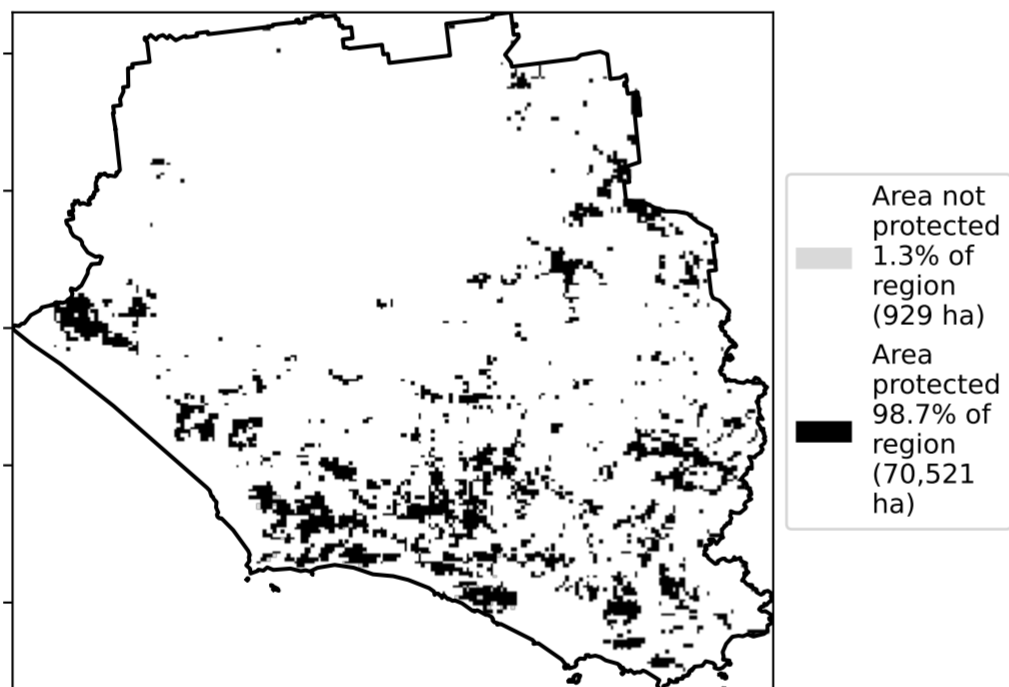 Area not
protected
1.3% of
region
(929 ha)
Area
protected
98.7% of
region
(70,521
ha)